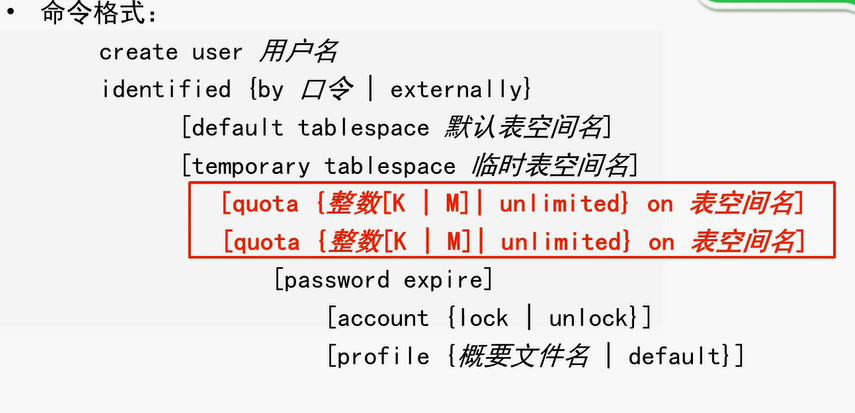 • 命令格式：
create user 用户名
identified {by 口令 | externally}
[default tablespace 默认表空间名]
[temporary tablespace 临时表空间名]
[quota {整数[K | M]| unlimited} on 表空间名]
[quota {整数[K | M]| unlimited} on 表空间名]
[password expire]
[account {lock | unlock}]
[profile {概要文件名 | default}]